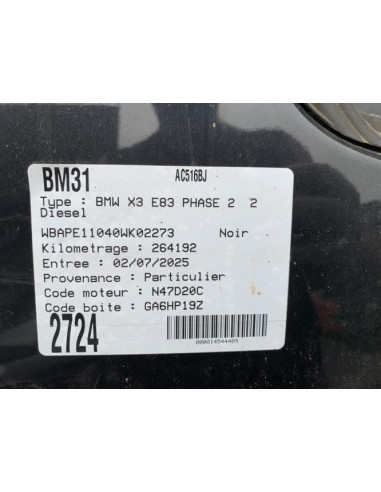 BM31 AC516BJ
Type : BMW X3 E83 PHASE 2 2
Diesel
WBAPE11040WK02273 Noir
Kilometrage : 264192
Entree : 02/07/2025
Provenance : Particulier
Code moteur : N47D20C
Code boite : GA6HP19Z
2724
000014544409